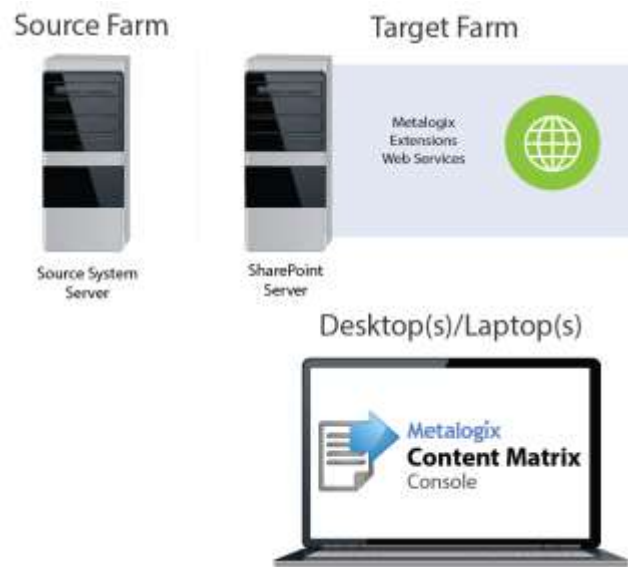 Source Farm
Target Farm
Metalogix
Extensions
Web Services
Source System
Server
SharePoint
Server
Desktop(s)/Laptop(s)
Metalogix
Content Matrix
Console